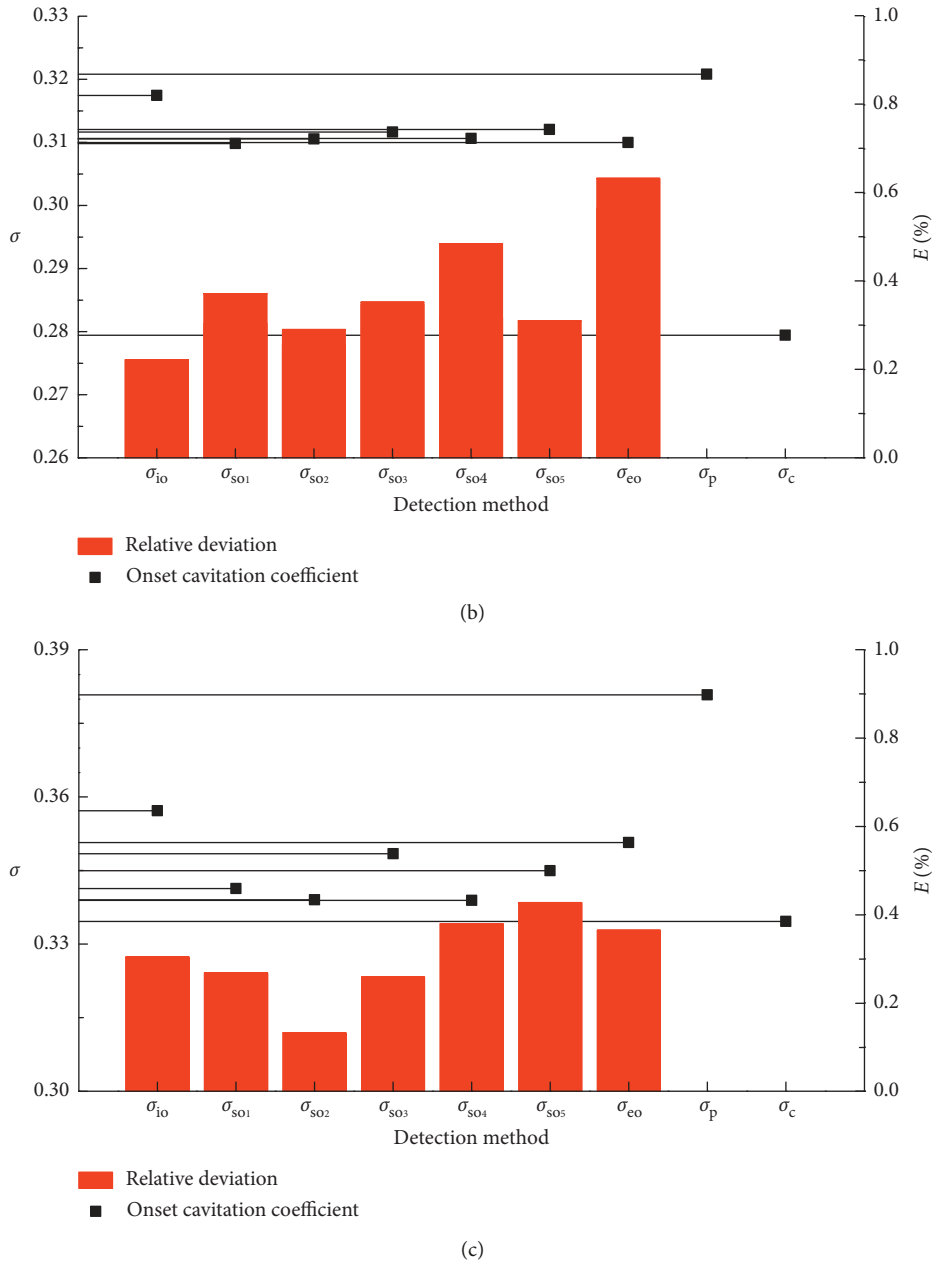 0.33
0.32
0.31
0.30
0.29
0.28
0.27
0.26
σ
1.0
0.8
0.6
0.4
0.2
0.0
E (%)
σio σso1 σso2 σso3 σso4 σso5 σeo σp σc
Detection method
Relative deviation
Onset cavitation coefficient
(b)
0.39
0.36
0.33
0.30
σ
1.0
0.8
0.6
0.4
0.2
0.0
E (%)
σio σso1 σso2 σso3 σso4 σso5 σeo σp σc
Detection method
Relative deviation
Onset cavitation coefficient
(c)